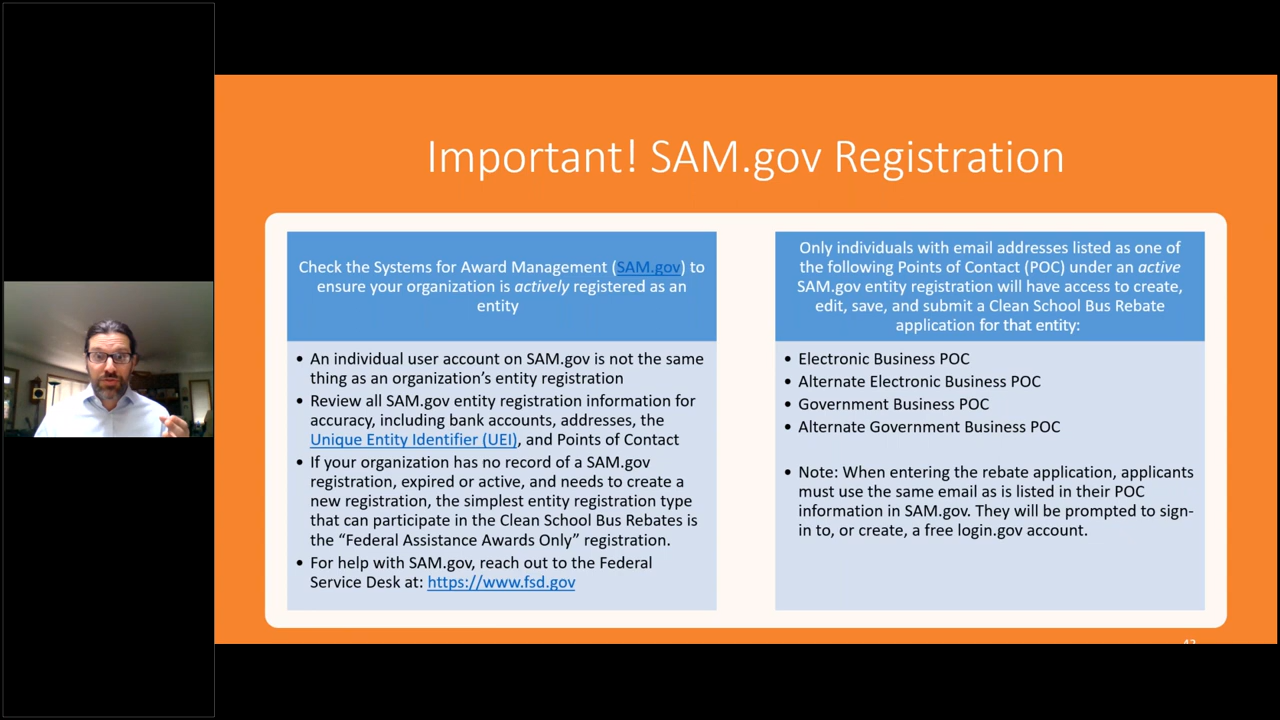 Important! SAM.gov Registration
Check the Systems for Award Management (SAM.gov) to
ensure your organization is actively registered as an
entity
• An individual user account on SAM.gov is not the same
thing as an organization’s entity registration
• Review all SAM.gov entity registration information for
accuracy, including bank accounts, addresses, the
Unique Entity Identifier (UEI), and Points of Contact
• If your organization has no record of a SAM.gov
registration, expired or active, and needs to create a
new registration, the simplest entity registration type
that can participate in the Clean School Bus Rebates is
the “Federal Assistance Awards Only” registration.
• For help with SAM.gov, reach out to the Federal
Service Desk at: https://www.fsd.gov
Only individuals with email addresses listed as one of
the following Points of Contact (POC) under an active
SAM.gov entity registration will have access to create,
edit, save, and submit a Clean School Bus Rebate
application for that entity:
• Electronic Business POC
• Alternate Electronic Business POC
• Government Business POC
• Alternate Government Business POC
• Note: When entering the rebate application, applicants
must use the same email as is listed in their POC
information in SAM.gov. They will be prompted to sign-
in to, or create, a free login.gov account.